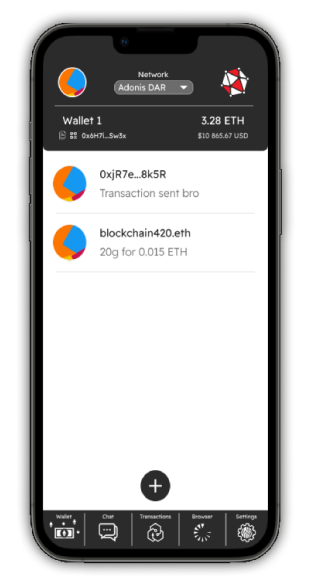 Network
Adonis DAR
Wallet 1
3.28 ETH
0x6H7i...Sw3x
$10 865.67 USD
0xjR7e...8k5R
Transaction sent bro
blockchain420.eth
20g for 0.015 ETH
+
Wallet
Chat
Transactions
Browser
Settings